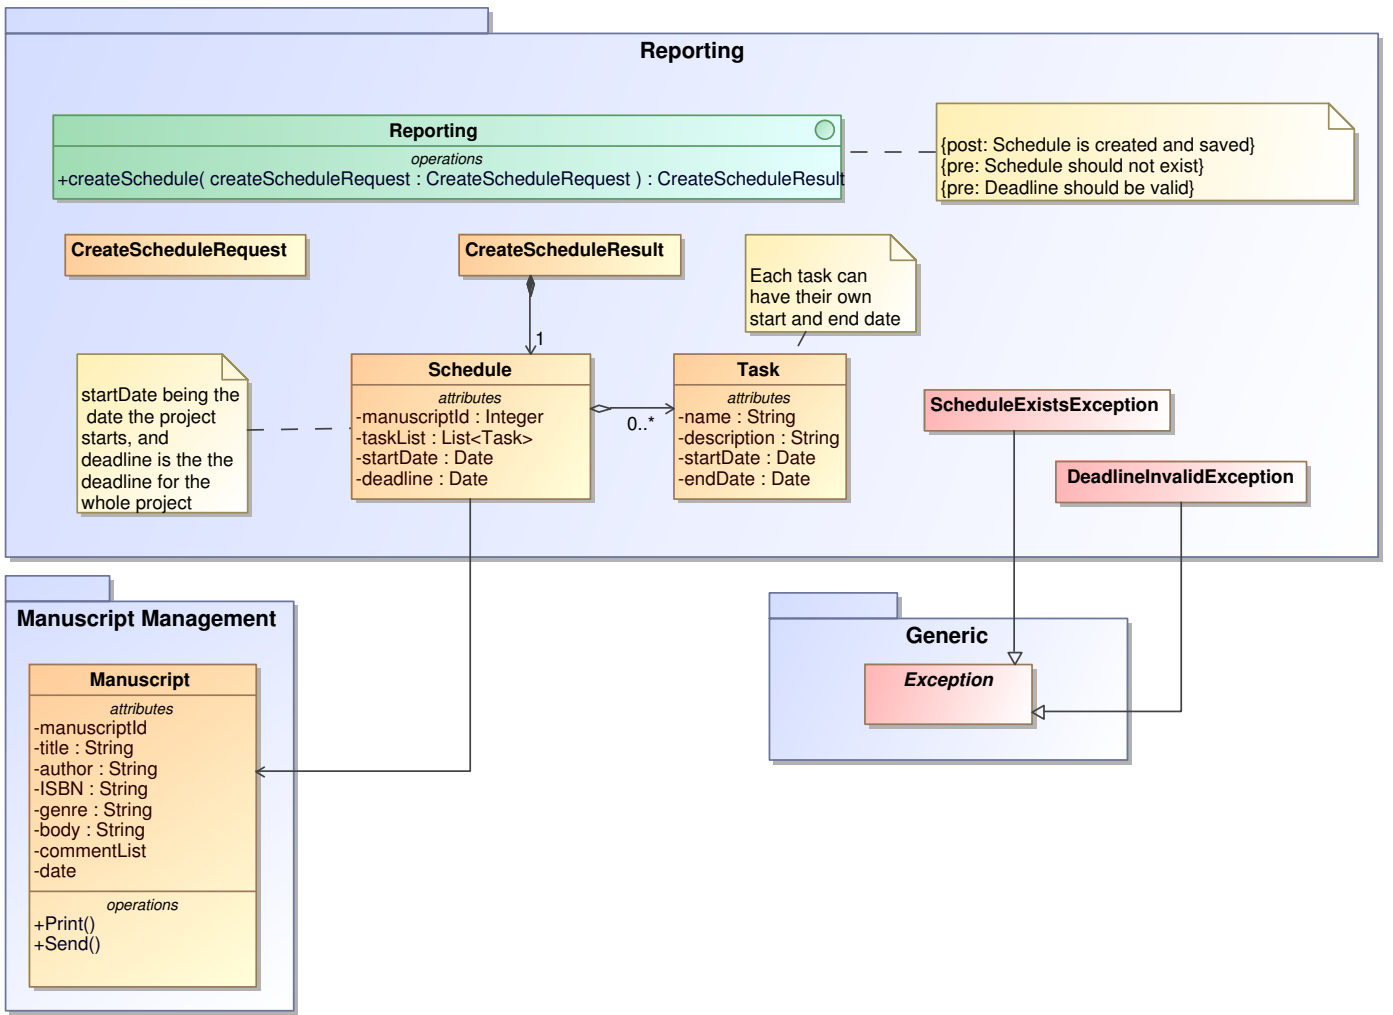 Reporting
Reporting
operations
+createSchedule( createScheduleRequest : CreateScheduleRequest ) : CreateScheduleResult
{post: Schedule is created and saved}
{pre: Schedule should not exist}
{pre: Deadline should be valid}
CreateScheduleRequest
CreateScheduleResult
Each task can
have their own
start and end date
1
startDate being the
date the project
starts, and
deadline is the the
deadline for the
whole project
Schedule
attributes
-manuscriptId : Integer
-taskList : List<Task>
-startDate : Date
-deadline : Date
0..*
Task
attributes
-name : String
-description : String
-startDate : Date
-endDate : Date
ScheduleExistsException
DeadlineInvalidException
Manuscript Management
Manuscript
attributes
-manuscriptId
-title : String
-author : String
-ISBN : String
-genre : String
-body : String
-commentList
-date
operations
+Print()
+Send()
Generic
Exception